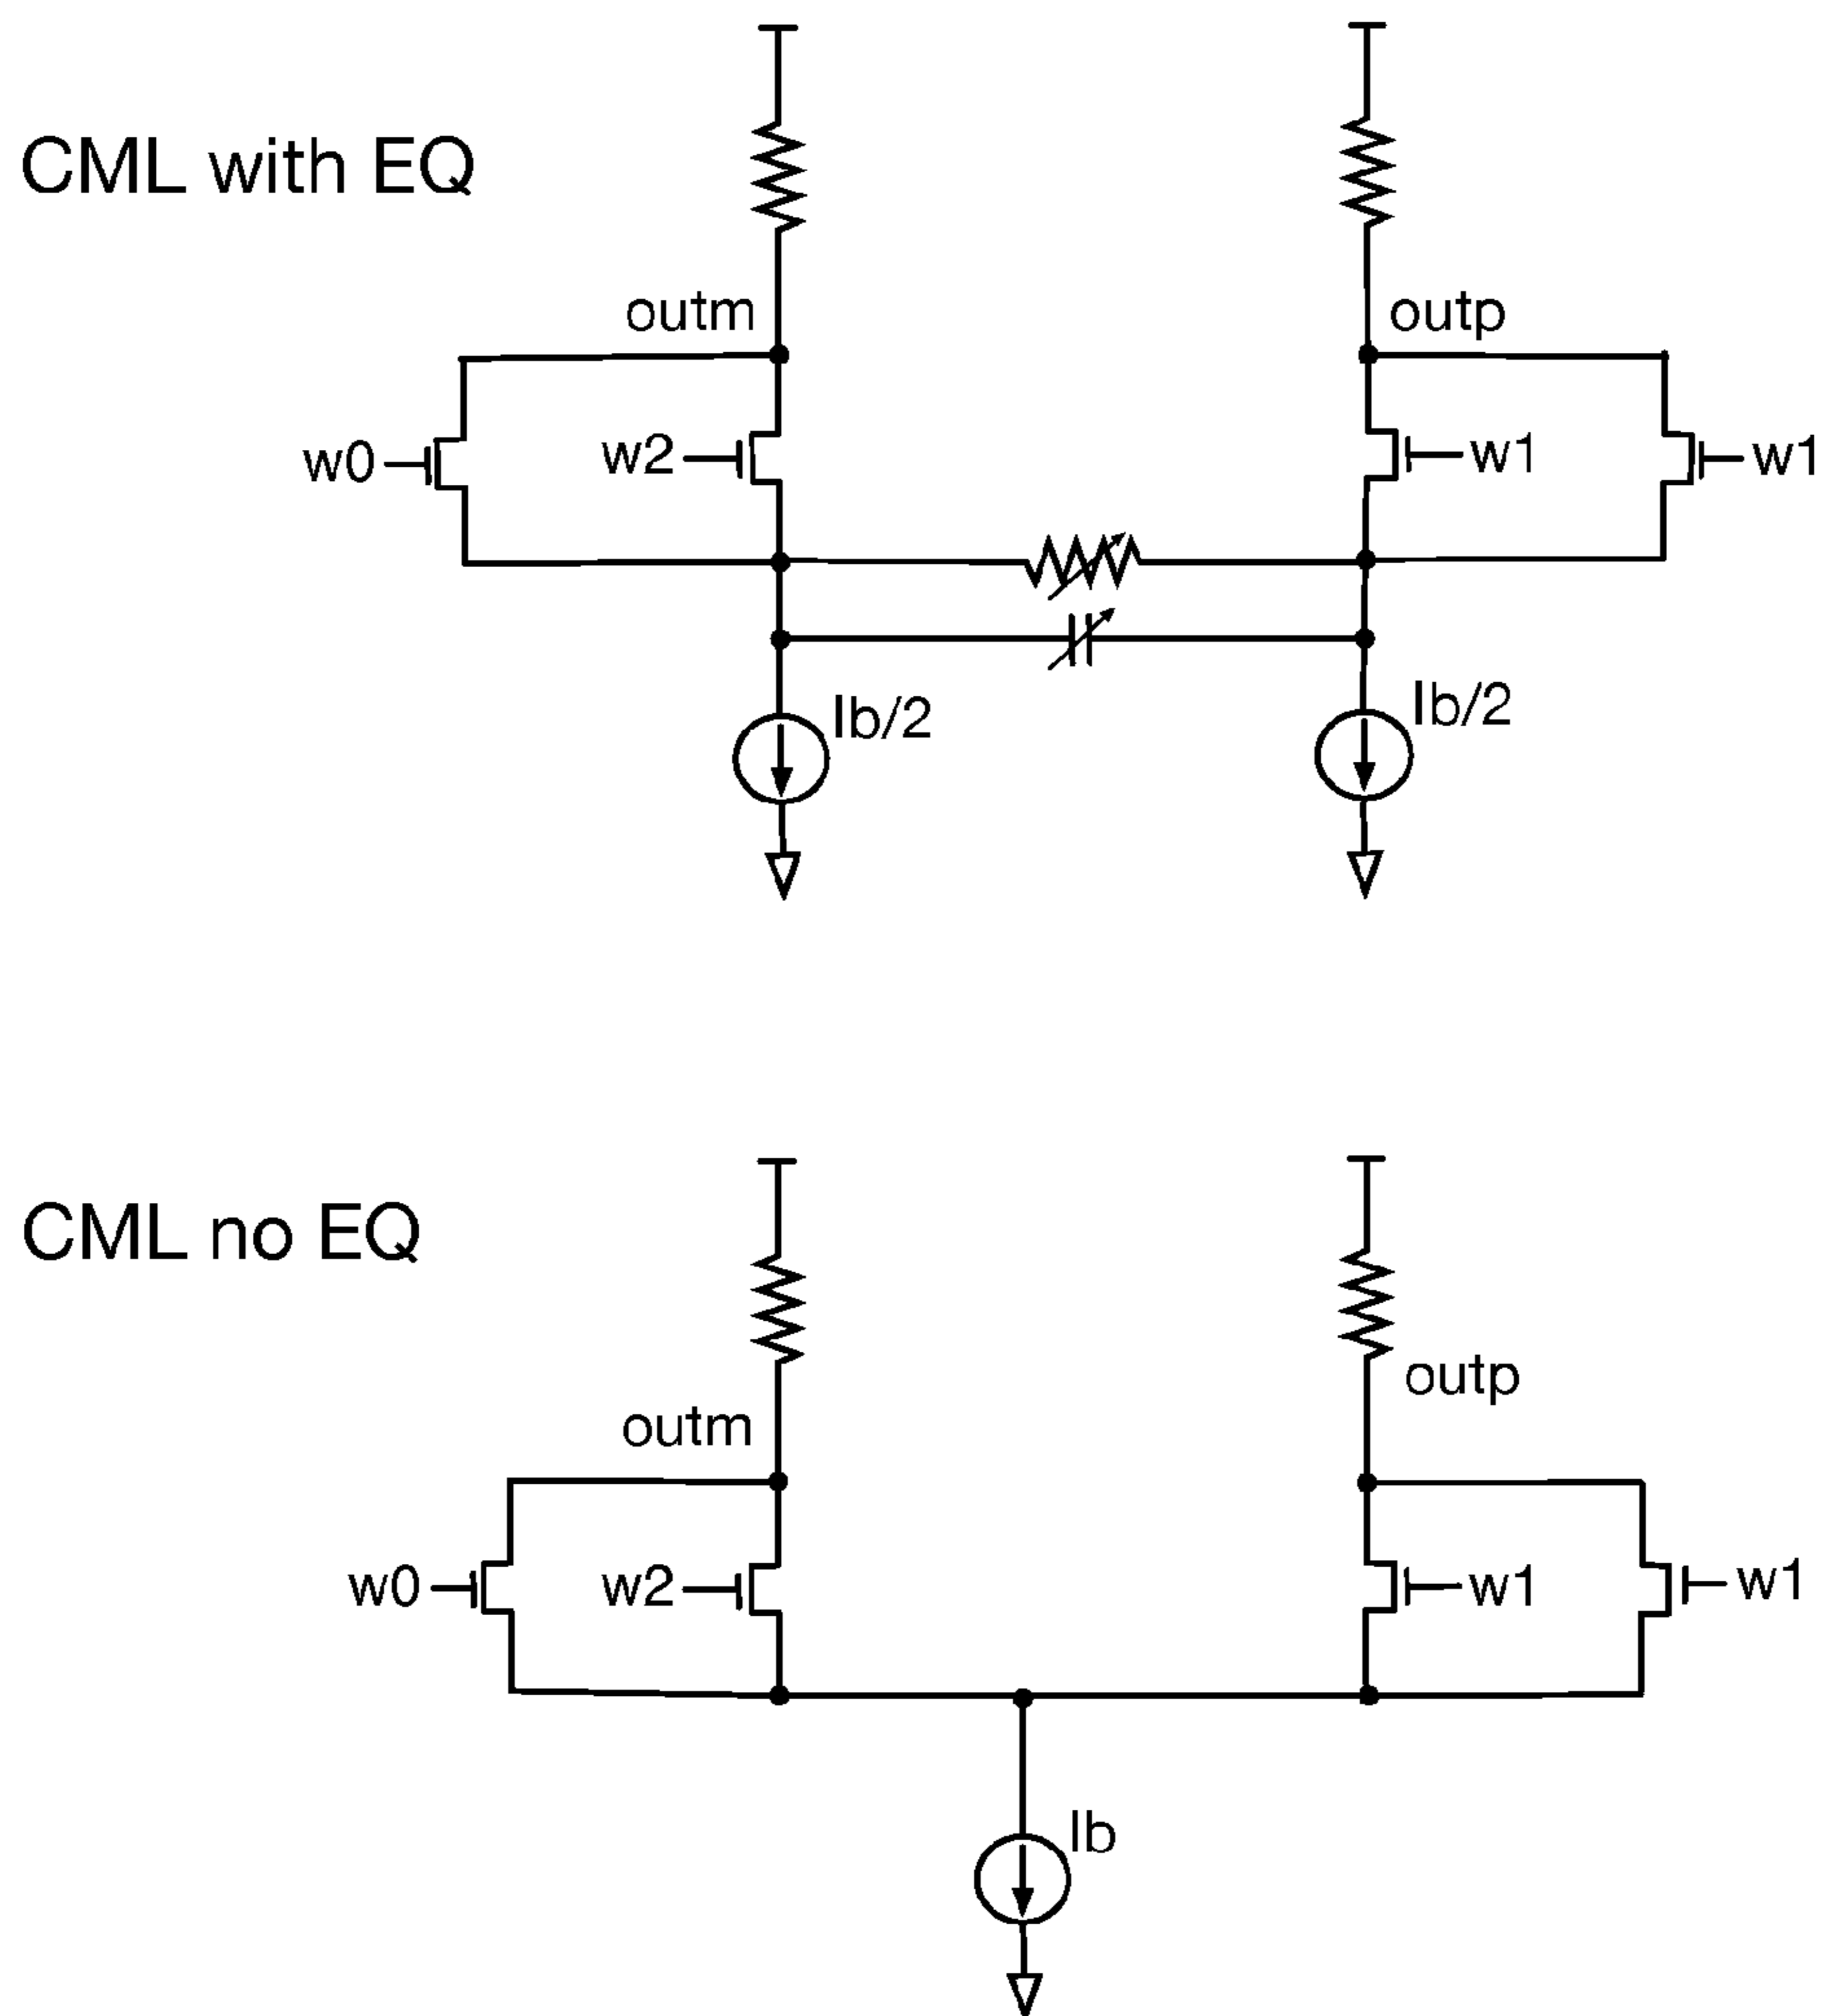 CML with EQ
outm
outp
w0
w2
w1
w1
Ib/2
Ib/2
CML no EQ
outp
outm
w0
w2
w1
w1
Ib